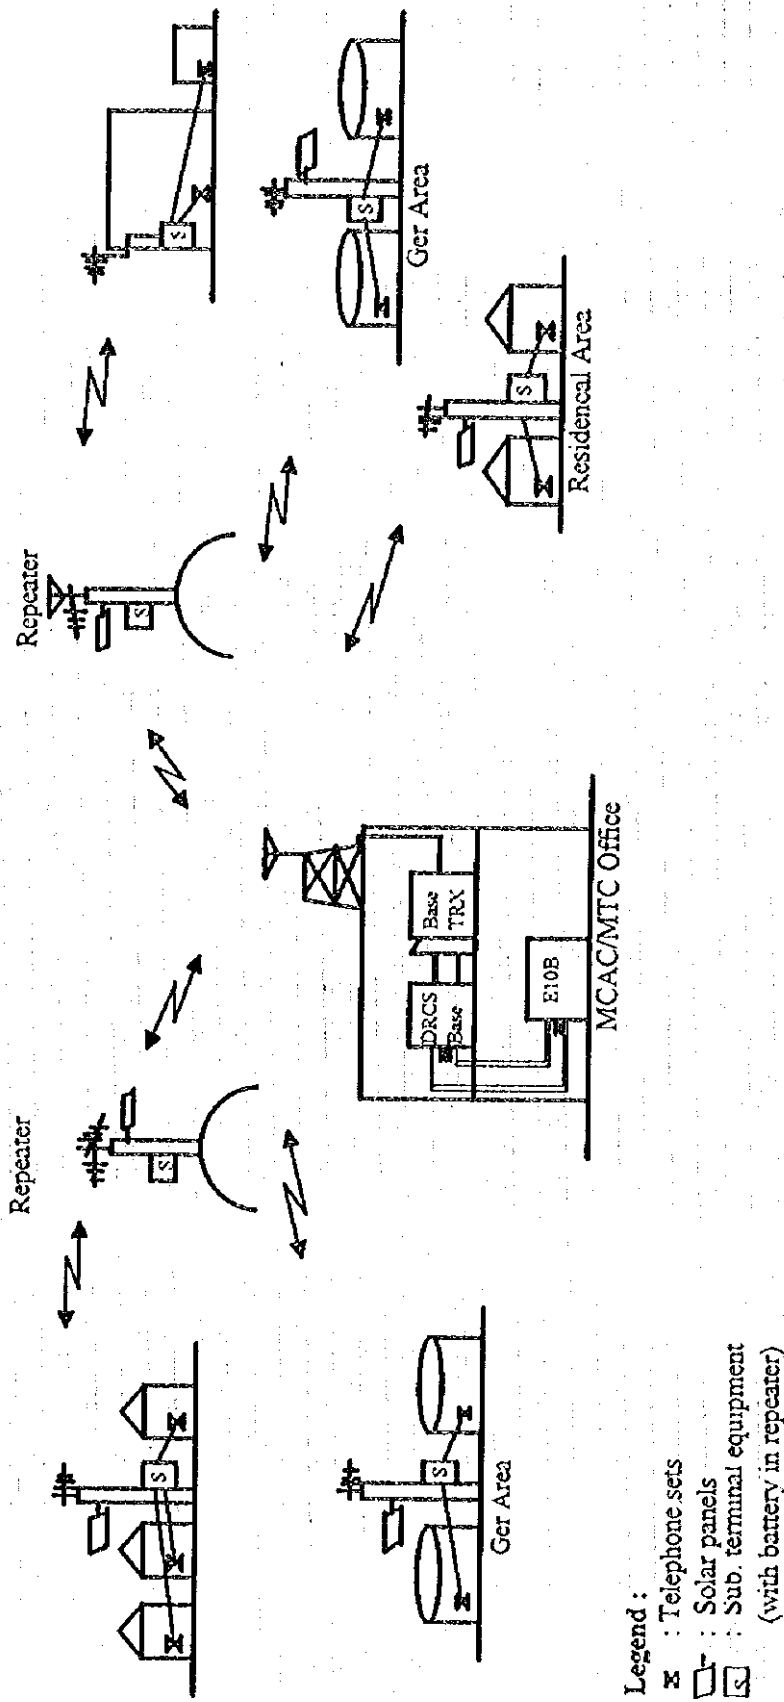 Repeater
Repeater
S
S
S
S
Ger Area
S
S
Residencal Area
S
Ger Area
DRCS
Base
Base
TRX
E10B
MCAC/MTC Office
Legend :
: Telephone sets
: Solar panels
S : Sub. terminal equipment
(with battery in repeater)